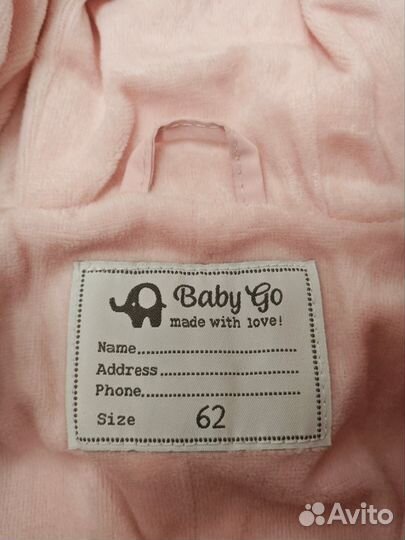 Baby Go
made with love!
Name
Address
Phone
Size 62
Avito